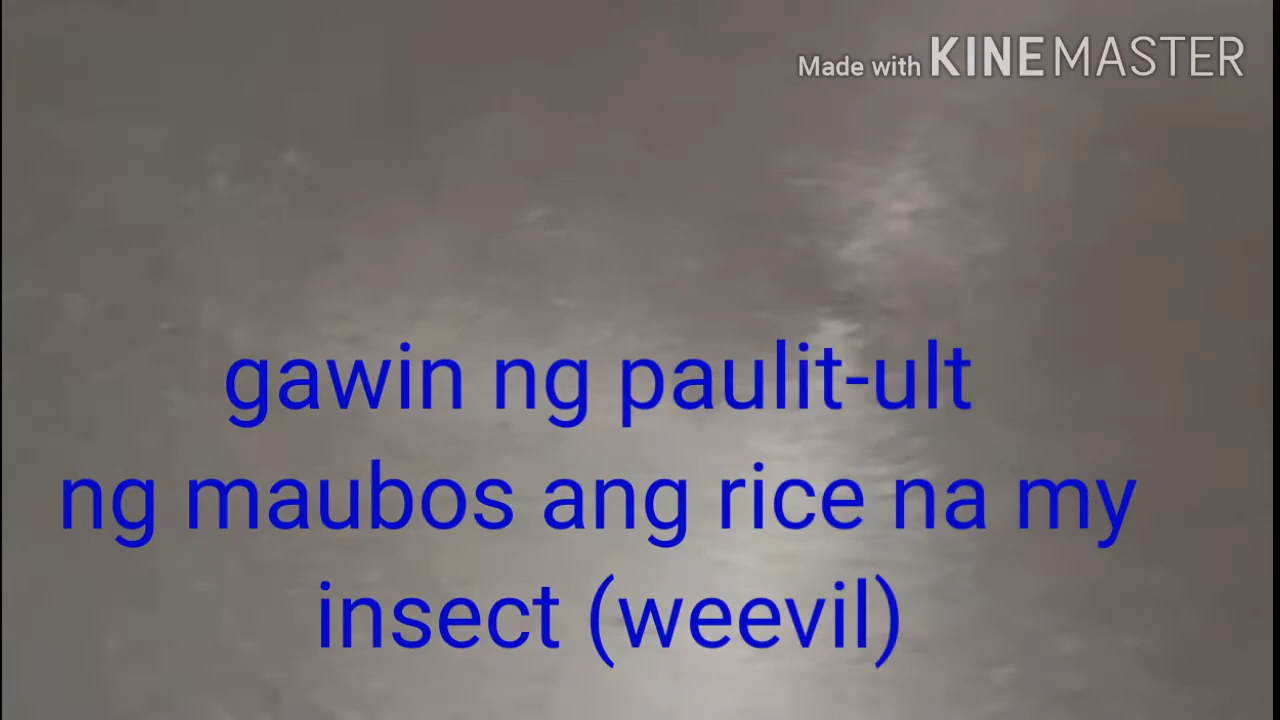 Made with KINEMASTER
gawin ng paulit-ult
ng maubos ang rice na my
insect (weevil)